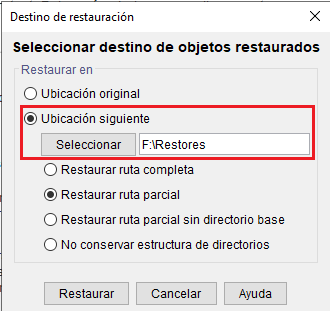 Destino de restauración
Seleccionar destino de objetos restaurados
Restaurar en
Ubicación original
Ubicación siguiente
Seleccionar F:\Restores
Restaurar ruta completa
Restaurar ruta parcial
Restaurar ruta parcial sin directorio base
No conservar estructura de directorios
Restaurar Cancelar Ayuda